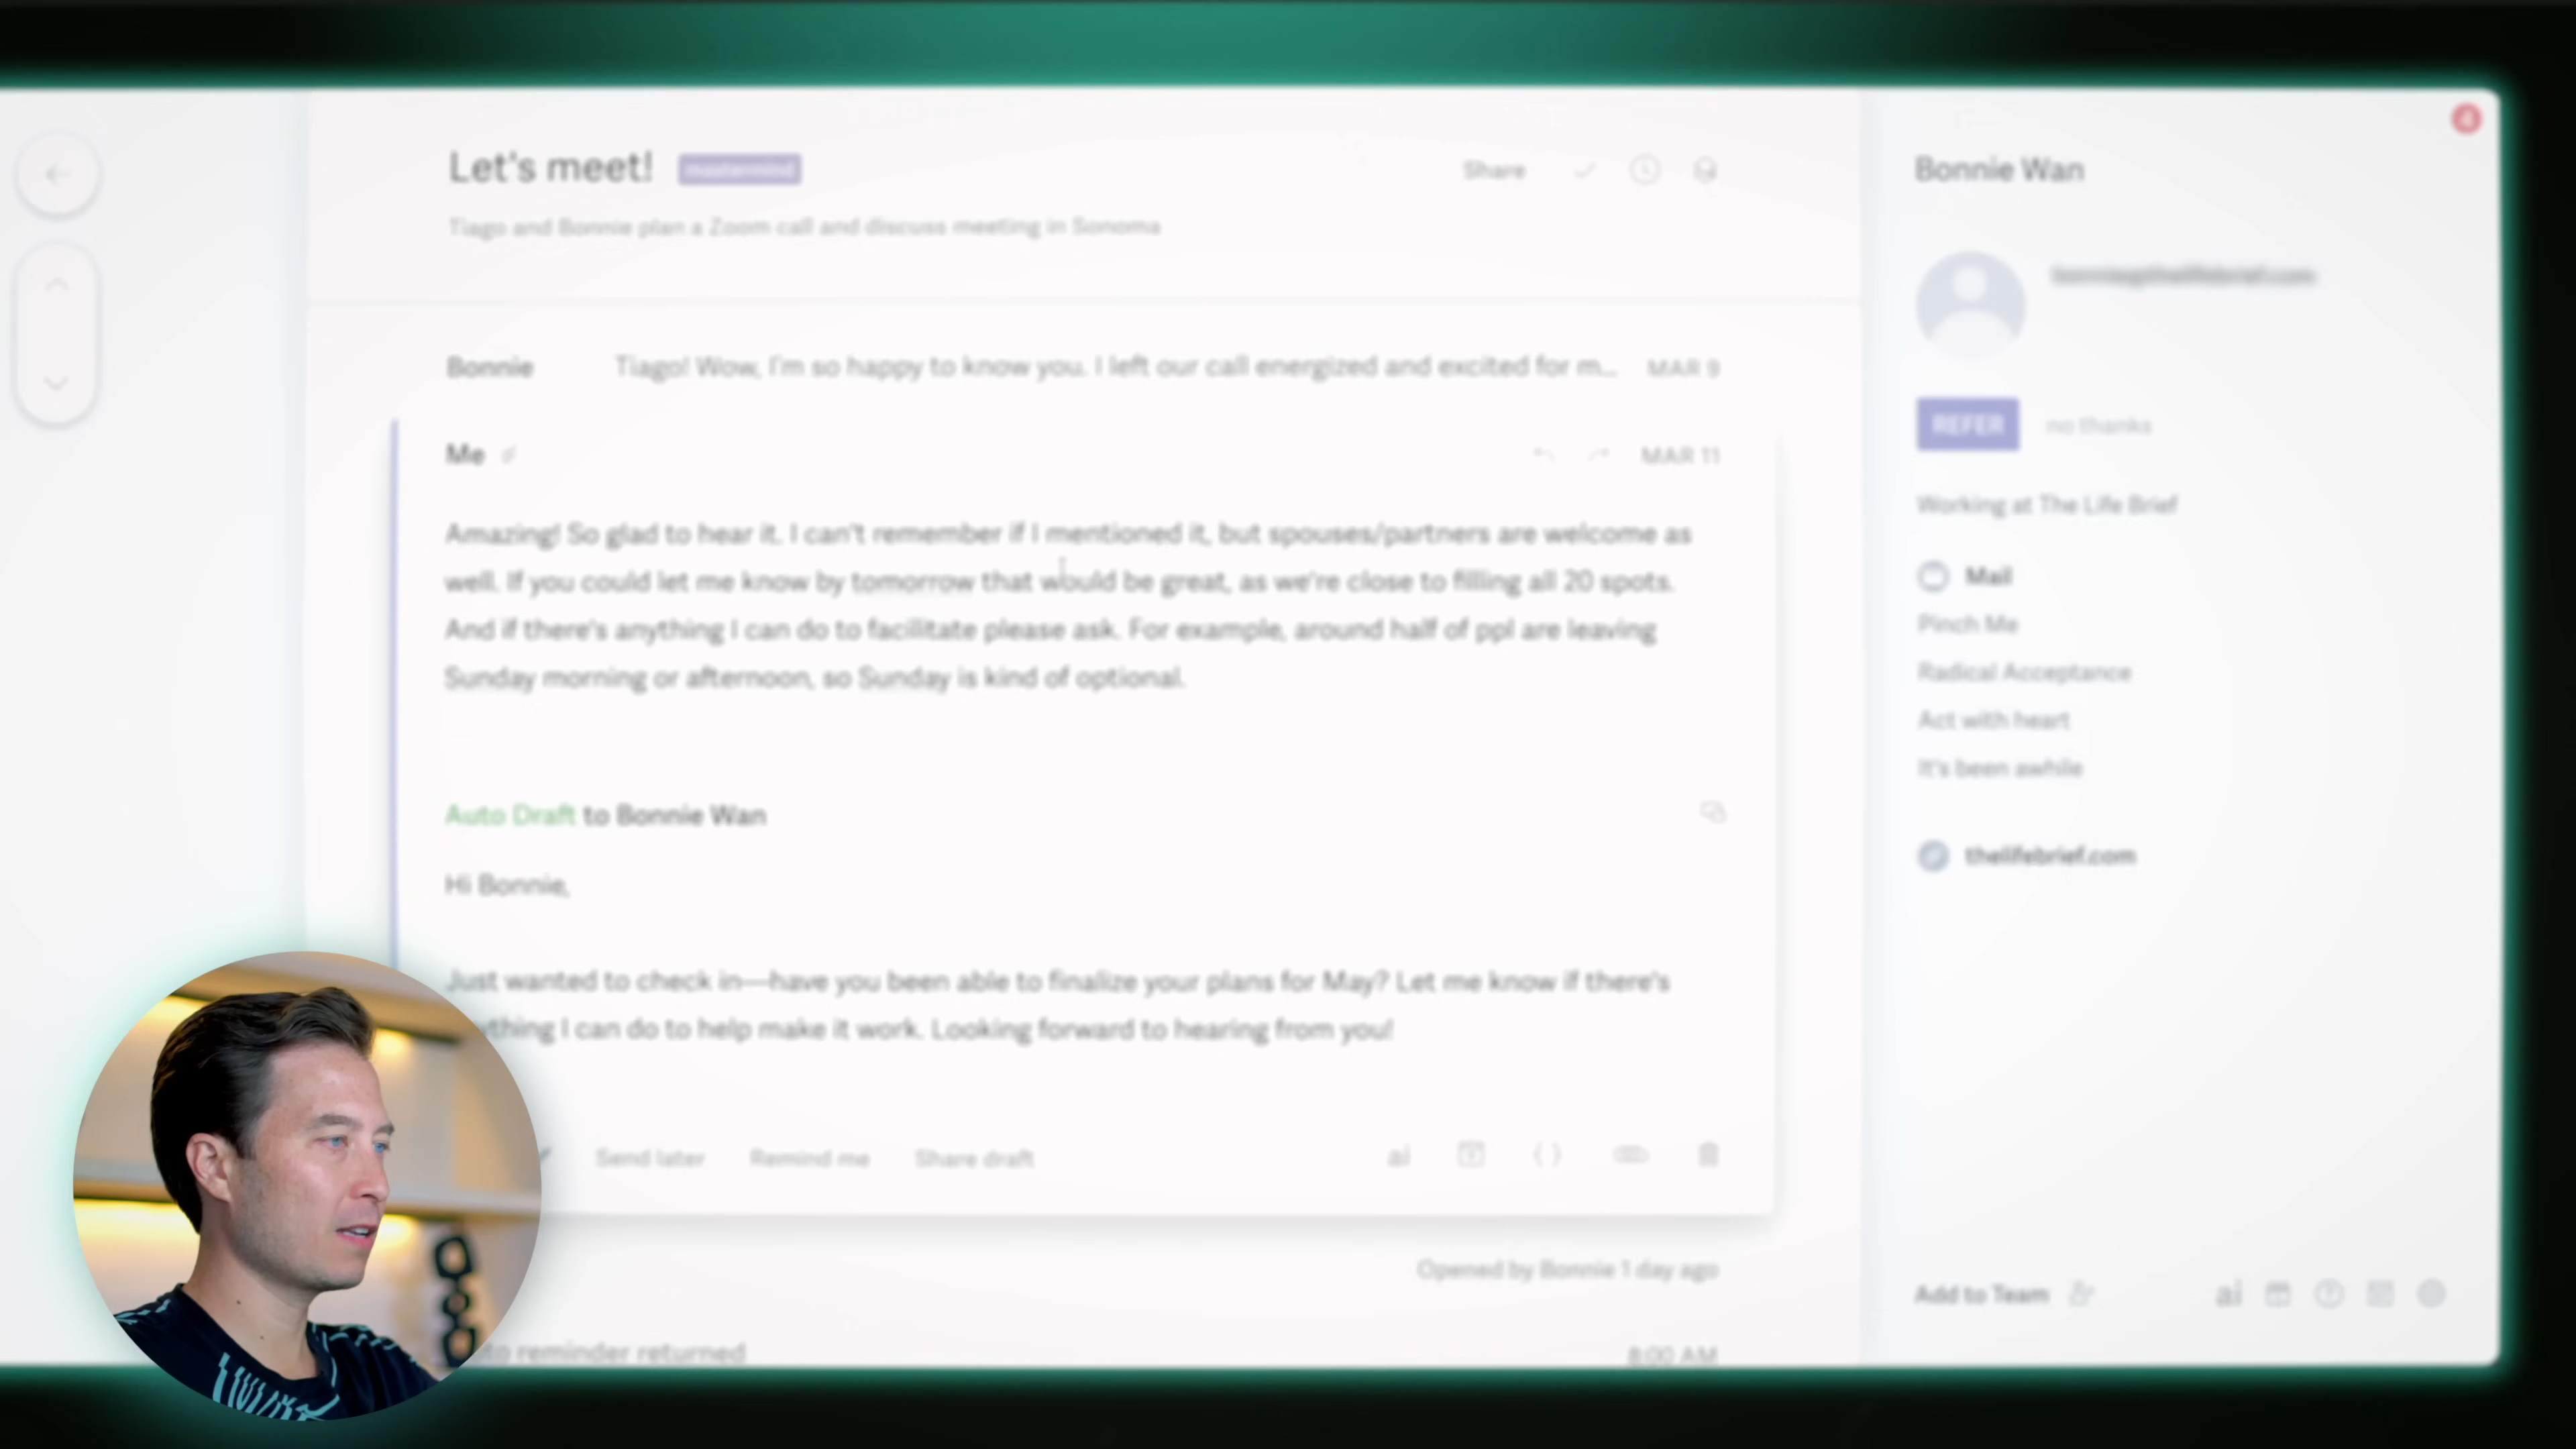 Let's meet! mastermind
Share
Tiago and Bonnie plan a Zoom call and discuss meeting in Sonoma
Bonnie Tiago! Wow, I'm so happy to know you. I left our call energized and excited for m... MAR 9
Me MAR 11
Amazing! So glad to hear it. I can't remember if I mentioned it, but spouses/partners are welcome as
well. If you could let me know by tomorrow that would be great, as we're close to filling all 20 spots.
And if there's anything I can do to facilitate please ask. For example, around half of ppl are leaving
Sunday morning or afternoon, so Sunday is kind of optional.
Auto Draft to Bonnie Wan
Hi Bonnie,
Just wanted to check in—have you been able to finalize your plans for May? Let me know if there's
ything I can do to help make it work. Looking forward to hearing from you!
Send later Remind me Share draft ai
Opened by Bonnie 1 day ago
to reminder returned 8:00 AM
4
Bonnie Wan
REFER no thanks
Working at The Life Brief
Mail
Pinch Me
Radical Acceptance
Act with heart
It's been awhile
thelifebrief.com
Add to Team ai